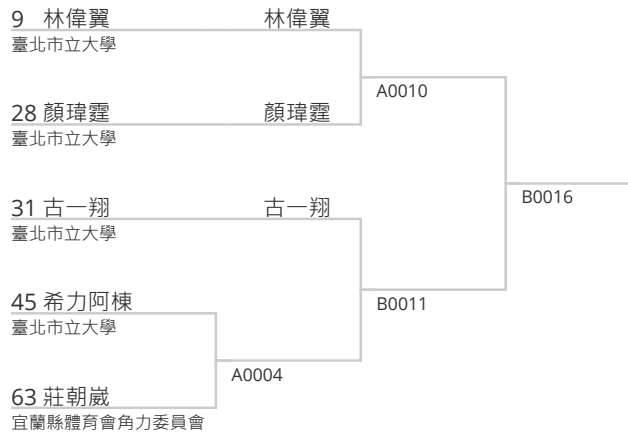 9 林偉翼 林偉翼
臺北市立大學
A0010
28 顏瑋霆 顏瑋霆
臺北市立大學
B0016
31 古一翔 古一翔
臺北市立大學
45 希力阿棟
B0011
臺北市立大學
A0004
63 莊朝崴
宜蘭縣體育會角力委員會